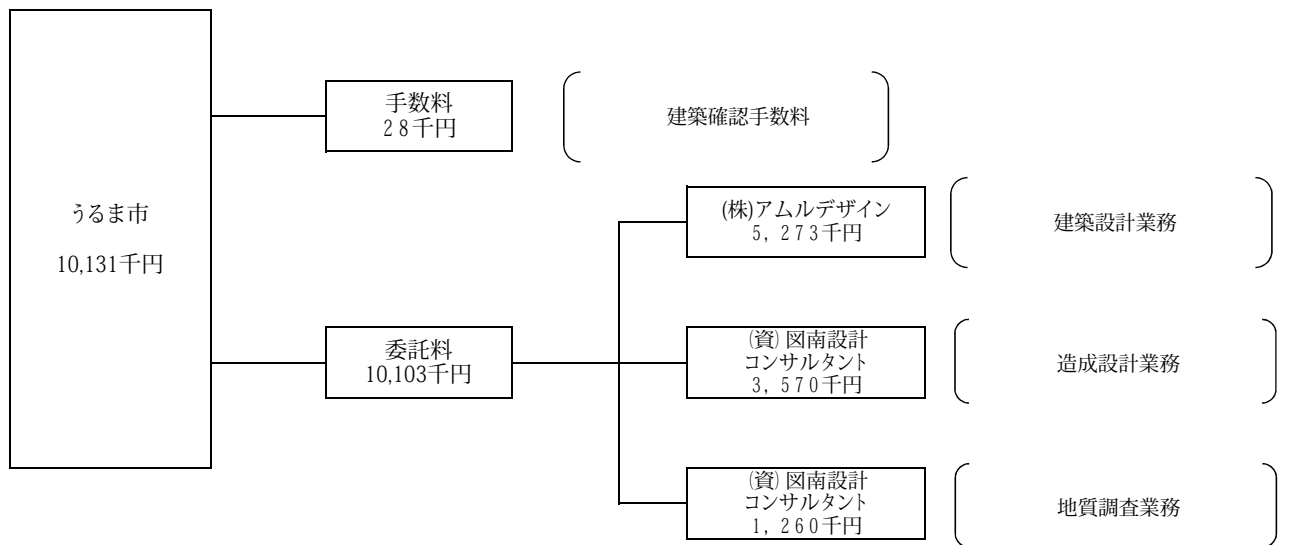 うるま市
10,131千円
手数料
28千円
建築確認手数料
(株)アムルデザイン
5,273千円
建築設計業務
委託料
10,103千円
(資)図南設計
コンサルタント
3,570千円
造成設計業務
(資)図南設計
コンサルタント
1,260千円
地質調査業務